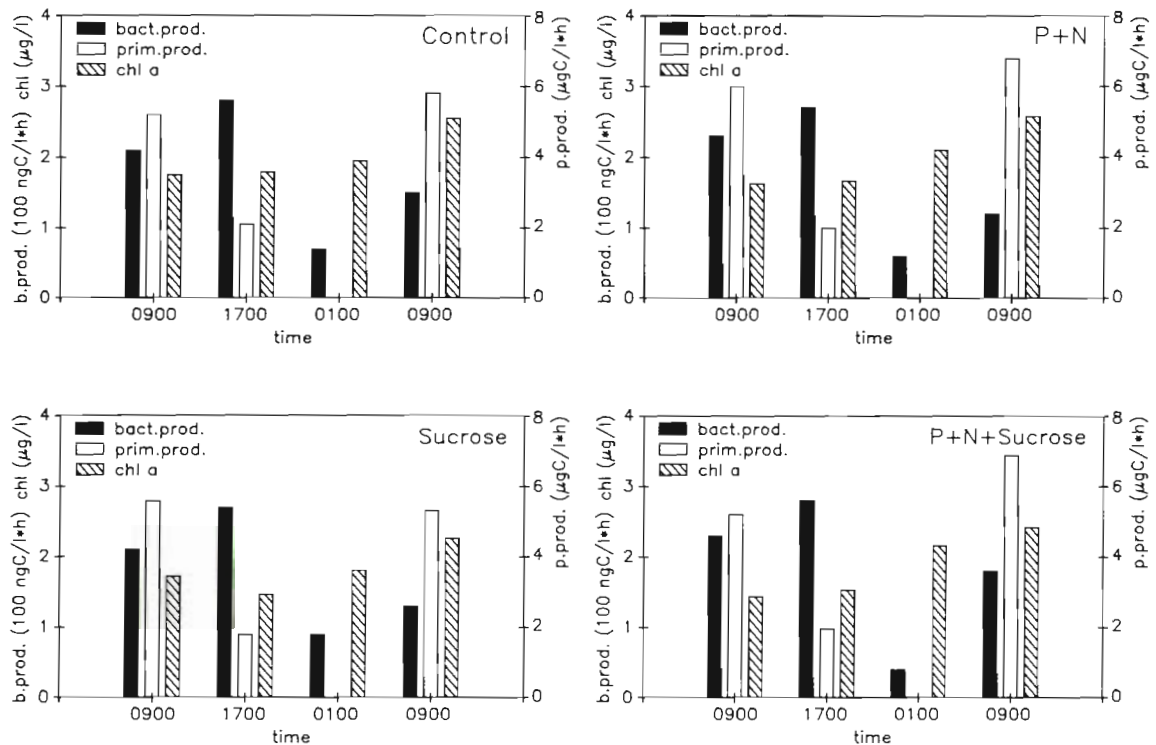 4
3
2
1
0
b.prod. (100 ngC/l*h) chl (μg/l)
bact.prod.
prim.prod.
chl a
Control
8
6
4
2
0
p.prod. (μgC/l*h)
0900 1700 0100 0900
time
4
3
2
1
0
b.prod. (100 ngC/l*h) chl (μg/l)
bact.prod.
prim.prod.
chl a
P+N
8
6
4
2
0
p.prod. (μgC/l*h)
0900 1700 0100 0900
time
4
3
2
1
0
b.prod. (100 ngC/l*h) chl (μg/l)
bact.prod.
prim.prod.
chl a
Sucrose
8
6
4
2
0
p.prod. (μgC/l*h)
0900 1700 0100 0900
time
4
3
2
1
0
b.prod. (100 ngC/l*h) chl (μg/l)
bact.prod.
prim.prod.
chl a
P+N+Sucrose
8
6
4
2
0
p.prod. (μgC/l*h)
0900 1700 0100 0900
time